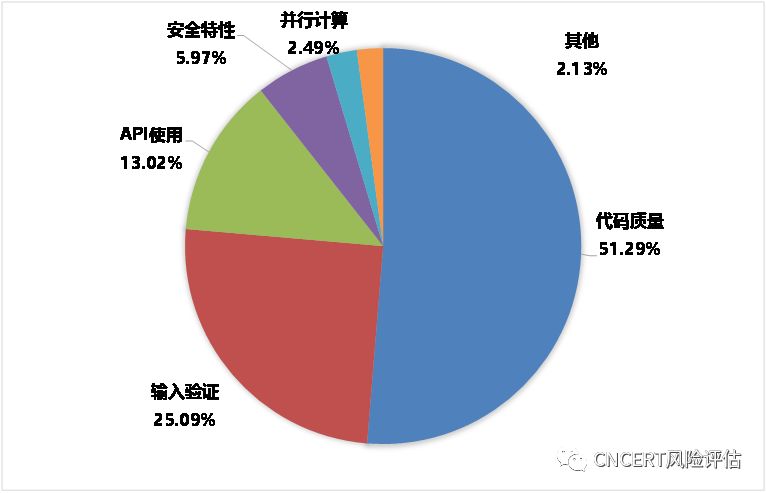 并行计算
2.49%
安全特性
5.97%
其他
2.13%
API使用
13.02%
代码质量
51.29%
输入验证
25.09%
CNCERT风险评估